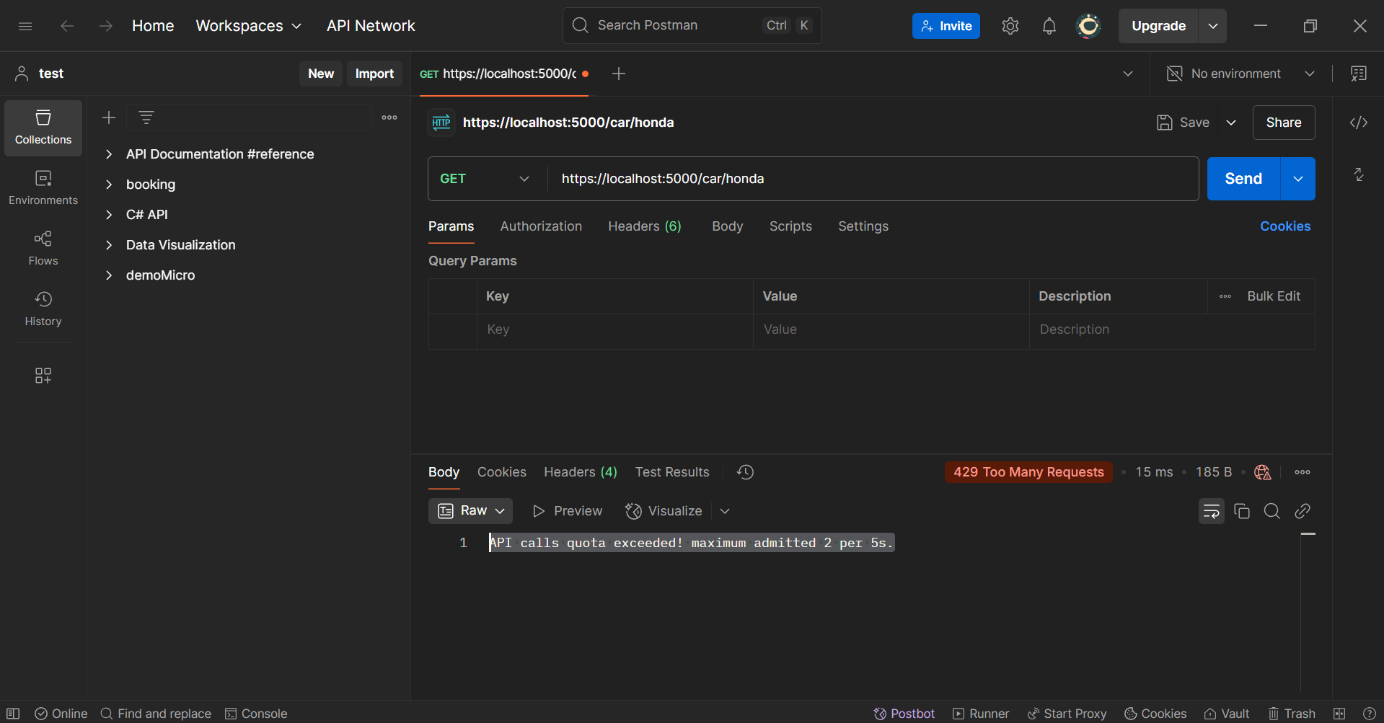 Home Workspaces API Network Search Postman Ctrl K Invite Upgrade
test New Import GET https://localhost:5000/c No environment
Collections
Environments
Flows
History
API Documentation #reference
booking
C# API
Data Visualization
demoMicro
HTTP https://localhost:5000/car/honda Save Share
GET https://localhost:5000/car/honda Send
Params Authorization Headers (6) Body Scripts Settings Cookies
Query Params
Key Value Description Bulk Edit
Key Value Description
Body Cookies Headers (4) Test Results 429 Too Many Requests 15 ms 185 B
Raw Preview Visualize
1 API calls quota exceeded! maximum admitted 2 per 5s.
Online Find and replace Console Postbot Runner Start Proxy Cookies Vault Trash